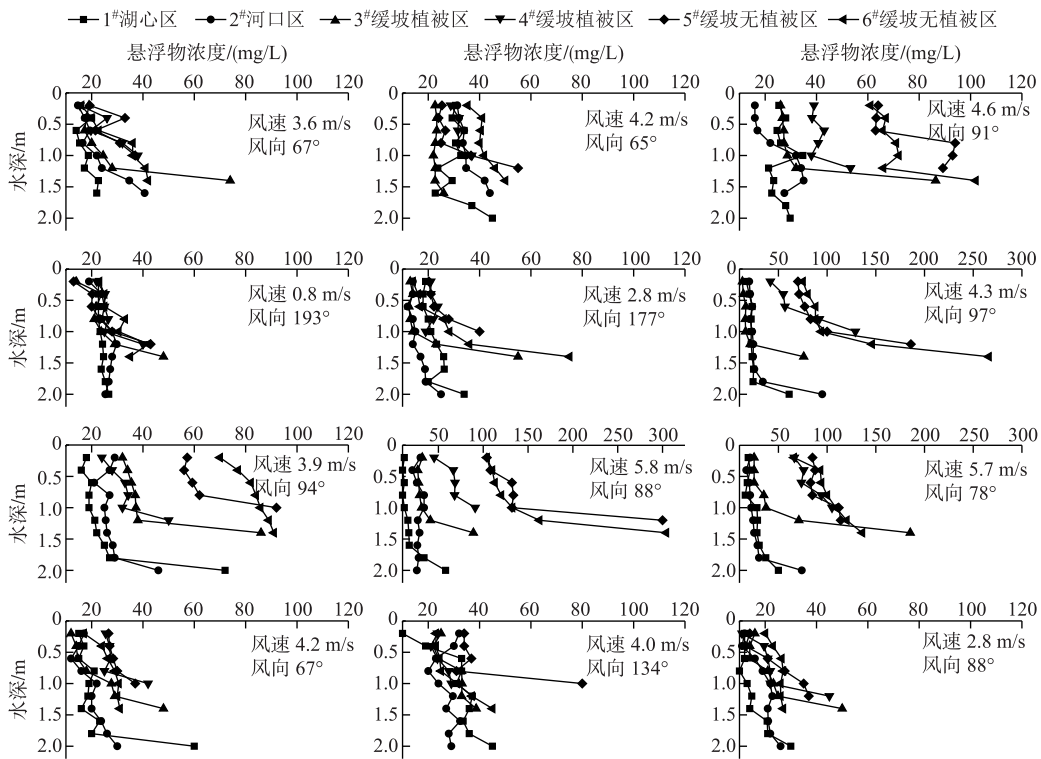 1#湖心区 2#河口区 3#缓坡植被区 4#缓坡植被区 5#缓坡无植被区 6#缓坡无植被区
悬浮物浓度/(mg/L) 悬浮物浓度/(mg/L) 悬浮物浓度/(mg/L)
0 20 40 60 80 100 120 0 20 40 60 80 100 120 0 20 40 60 80 100 120
水深/m
0
0.5
1.0
1.5
2.0
风速 3.6 m/s
风向 67°
风速 4.2 m/s
风向 65°
风速 4.6 m/s
风向 91°
0 20 40 60 80 100 120 0 20 40 60 80 100 120 0 50 100 150 200 250 300
水深/m
0
0.5
1.0
1.5
2.0
风速 0.8 m/s
风向 193°
风速 2.8 m/s
风向 177°
风速 4.3 m/s
风向 97°
0 20 40 60 80 100 120 50 100 150 200 250 300 50 100 150 200 250 300
水深/m
0
0.5
1.0
1.5
2.0
风速 3.9 m/s
风向 94°
风速 5.8 m/s
风向 88°
风速 5.7 m/s
风向 78°
0 20 40 60 80 100 120 0 20 40 60 80 100 120 0 20 40 60 80 100 120
水深/m
0
0.5
1.0
1.5
2.0
风速 4.2 m/s
风向 67°
风速 4.0 m/s
风向 134°
风速 2.8 m/s
风向 88°